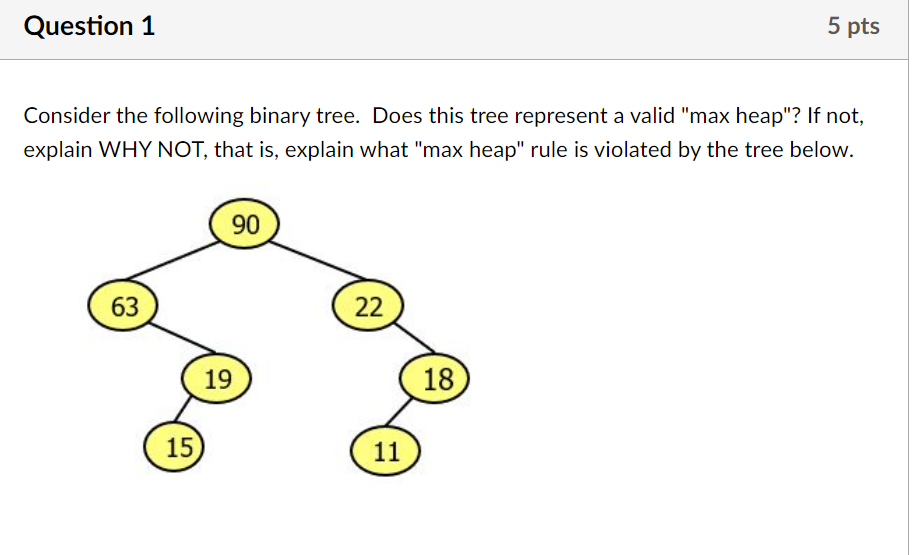 Question 1
5 pts
Consider the following binary tree.  Does this tree represent a valid "max heap"? If not,
explain WHY NOT, that is, explain what "max heap" rule is violated by the tree below.
90
63
22
19
18
15
11